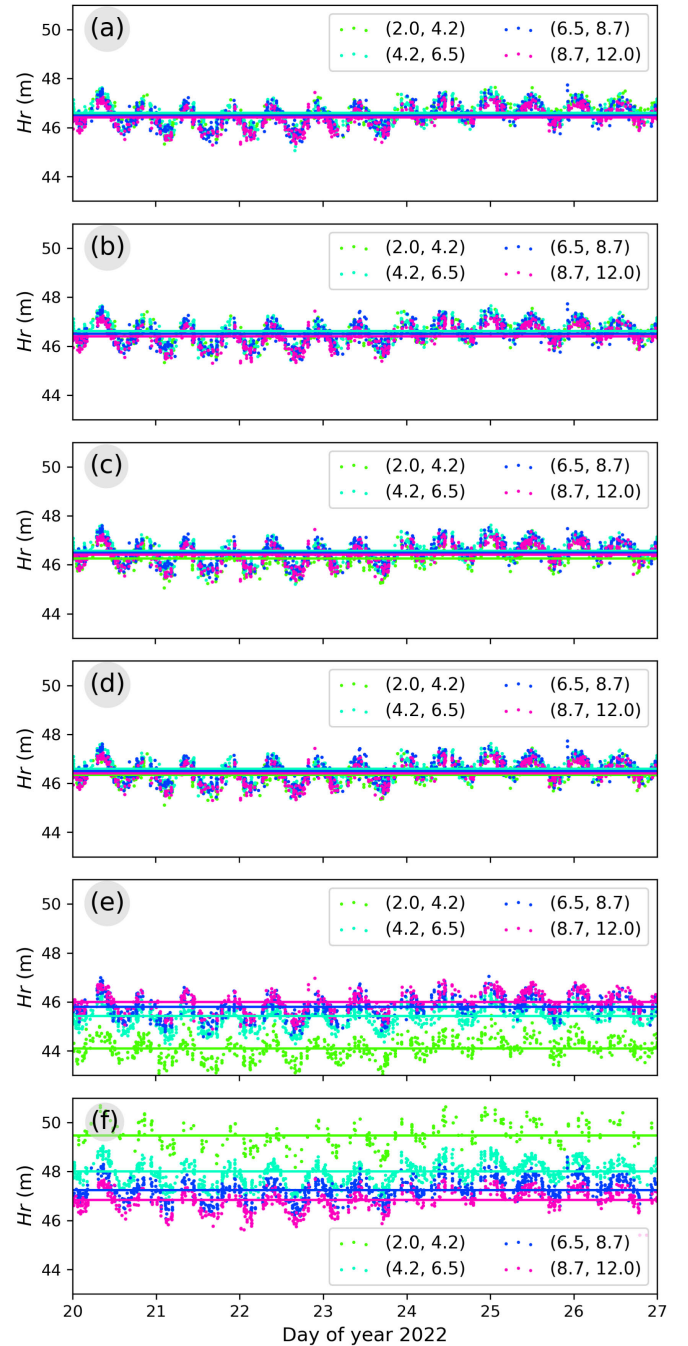 (a)
(2.0, 4.2) (6.5, 8.7)
(4.2, 6.5) (8.7, 12.0)
50
48
46
44
Hr (m)
(b)
(2.0, 4.2) (6.5, 8.7)
(4.2, 6.5) (8.7, 12.0)
50
48
46
44
Hr (m)
(c)
(2.0, 4.2) (6.5, 8.7)
(4.2, 6.5) (8.7, 12.0)
50
48
46
44
Hr (m)
(d)
(2.0, 4.2) (6.5, 8.7)
(4.2, 6.5) (8.7, 12.0)
50
48
46
44
Hr (m)
(e)
(2.0, 4.2) (6.5, 8.7)
(4.2, 6.5) (8.7, 12.0)
50
48
46
44
Hr (m)
(f)
50
48
46
44
Hr (m)
(2.0, 4.2) (6.5, 8.7)
(4.2, 6.5) (8.7, 12.0)
20 21 22 23 24 25 26 27
Day of year 2022